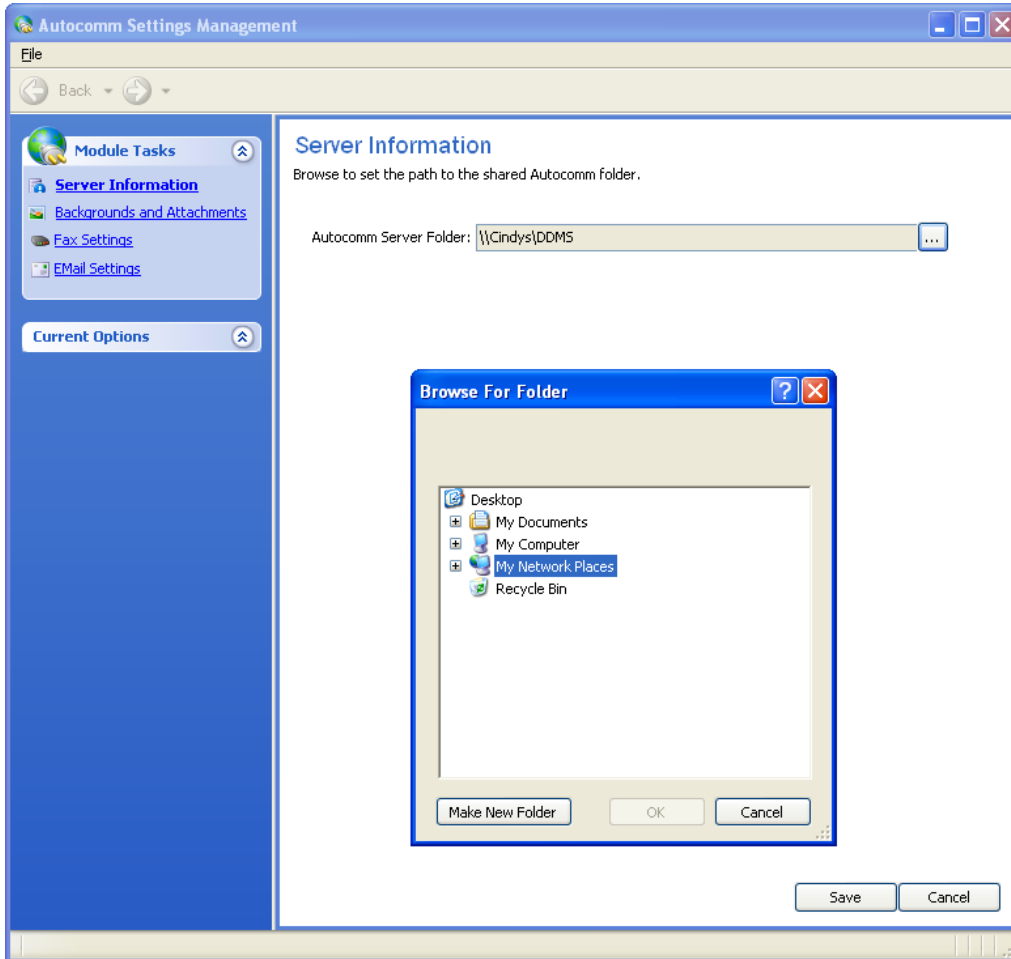 Autocomm Settings Management
File
Back
Module Tasks
Server Information
Backgrounds and Attachments
Fax Settings
EMail Settings
Current Options
Server Information
Browse to set the path to the shared Autocomm folder.
Autocomm Server Folder: \\Cindys\DDMS ...
Browse For Folder
Desktop
My Documents
My Computer
My Network Places
Recycle Bin
Make New Folder OK Cancel
Save Cancel